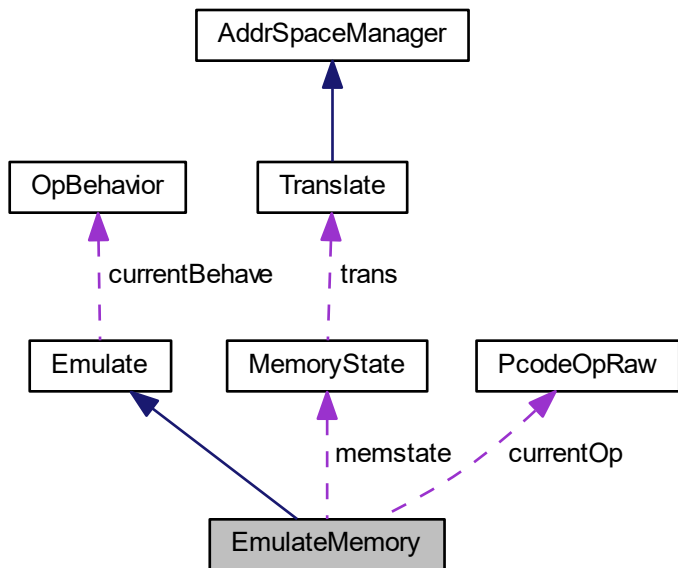 AddrSpaceManager
OpBehavior
Translate
currentBehave
trans
Emulate
MemoryState
PcodeOpRaw
memstate
currentOp
EmulateMemory